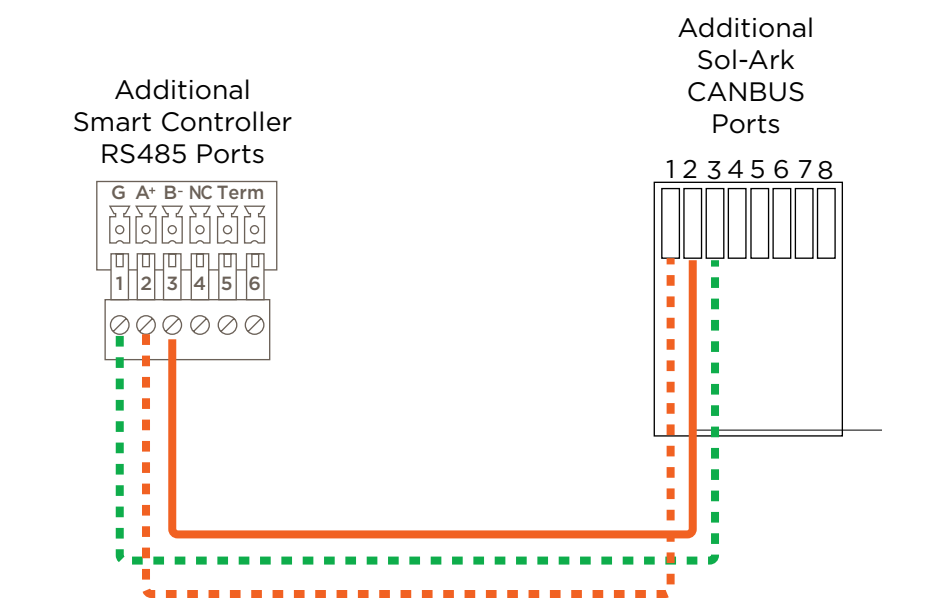 Additional
Smart Controller
RS485 Ports
G A+ B- NC Term
1 2 3 4 5 6
Additional
Sol-Ark
CANBUS
Ports
1 2 3 4 5 6 7 8